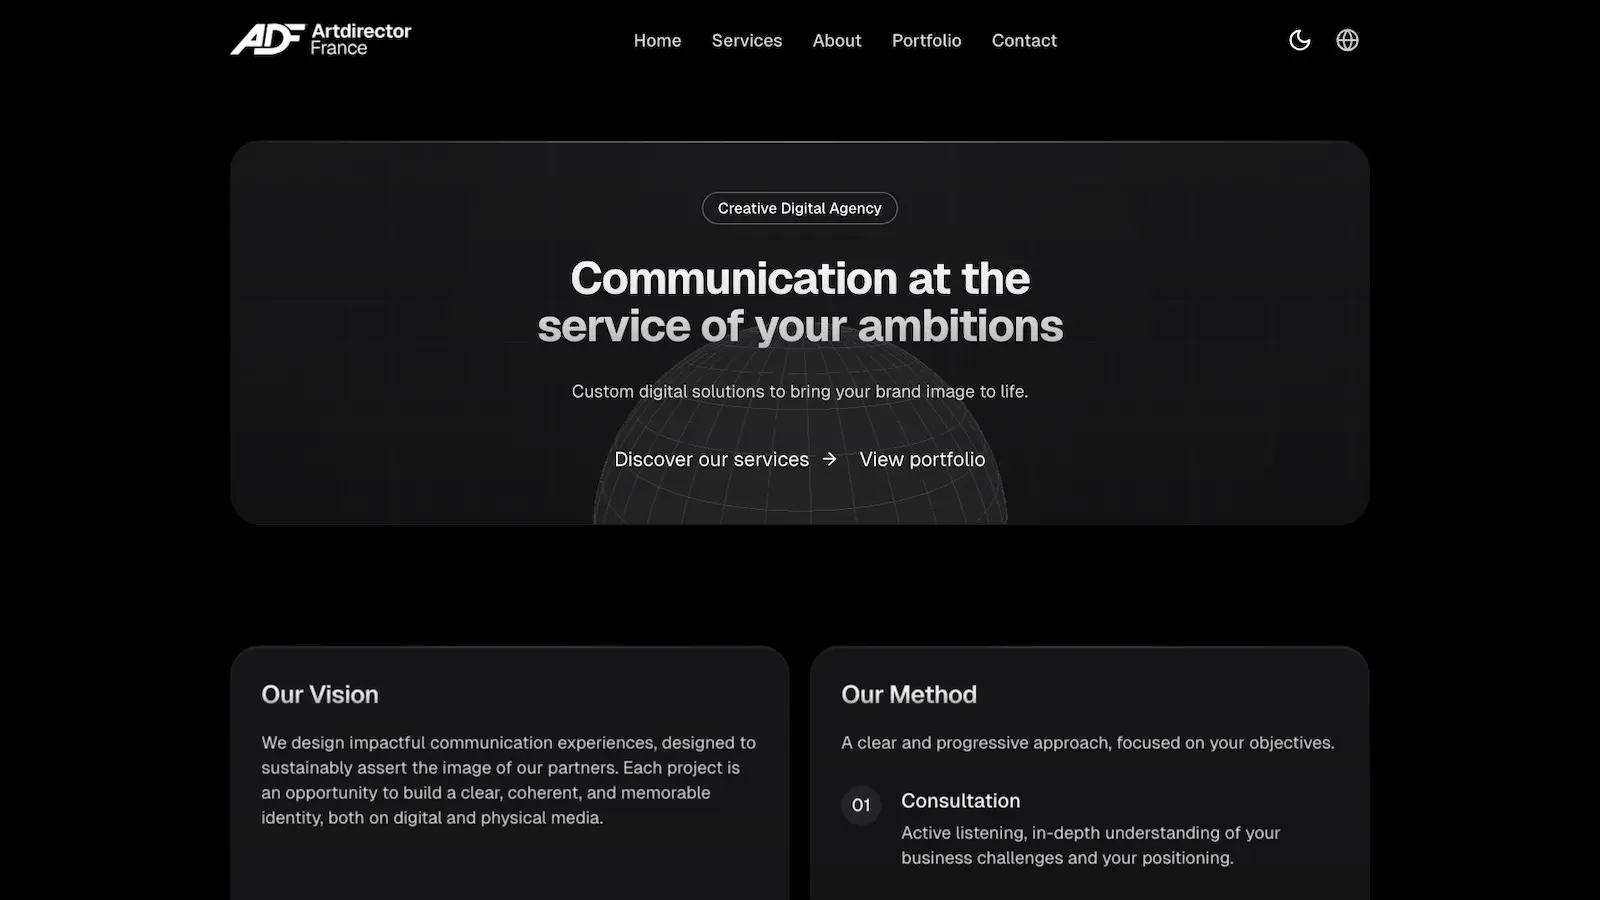 ADF Artdirector
France
Home
Services
About
Portfolio
Contact
Creative Digital Agency
Communication at the
service of your ambitions
Custom digital solutions to bring your brand image to life.
Discover our services →
View portfolio
Our Vision
We design impactful communication experiences, designed to
sustainably assert the image of our partners. Each project is
an opportunity to build a clear, coherent, and memorable
identity, both on digital and physical media.
Our Method
A clear and progressive approach, focused on your objectives.
01
Consultation
Active listening, in-depth understanding of your
business challenges and your positioning.